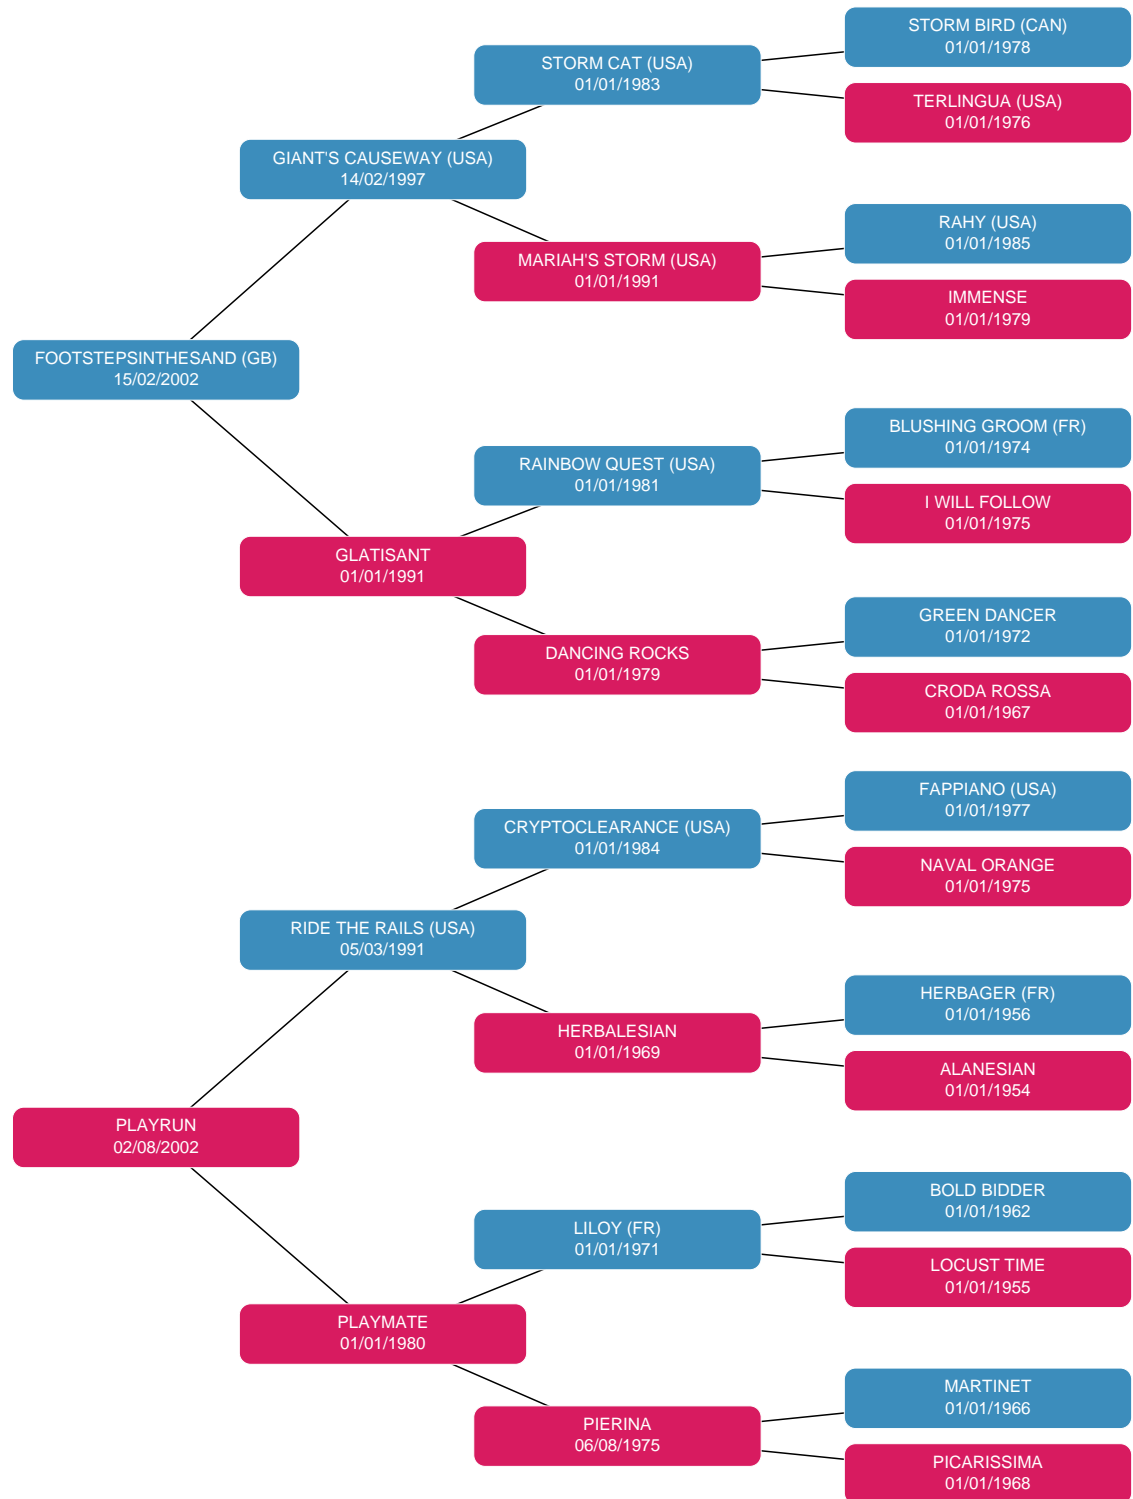 STORM BIRD (CAN)
01/01/1978
STORM CAT (USA)
01/01/1983
TERLINGUA (USA)
01/01/1976
GIANT'S CAUSEWAY (USA)
14/02/1997
RAHY (USA)
01/01/1985
MARIAH'S STORM (USA)
01/01/1991
IMMENSE
01/01/1979
FOOTSTEPSINTHESAND (GB)
15/02/2002
BLUSHING GROOM (FR)
01/01/1974
RAINBOW QUEST (USA)
01/01/1981
I WILL FOLLOW
01/01/1975
GLATISANT
01/01/1991
GREEN DANCER
01/01/1972
DANCING ROCKS
01/01/1979
CRODA ROSSA
01/01/1967
FAPPIANO (USA)
01/01/1977
CRYPTOCLEARANCE (USA)
01/01/1984
NAVAL ORANGE
01/01/1975
RIDE THE RAILS (USA)
05/03/1991
HERBAGER (FR)
01/01/1956
HERBALESIAN
01/01/1969
ALANESIAN
01/01/1954
PLAYRUN
02/08/2002
BOLD BIDDER
01/01/1962
LILOY (FR)
01/01/1971
LOCUST TIME
01/01/1955
PLAYMATE
01/01/1980
MARTINET
01/01/1966
PIERINA
06/08/1975
PICARISSIMA
01/01/1968